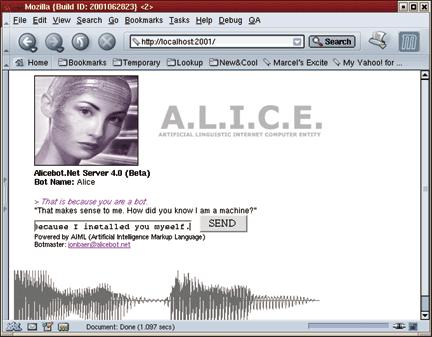 Mozilla {Build ID: 2001062823} <2>
File Edit View Search Go Bookmarks Tasks Help Debug QA
http://localhost:2001/ Search
Home Bookmarks Temporary Lookup New&Cool Marcel's Excite My Yahoo! for ...
A.L.I.C.E.
ARTIFICIAL LINGUISTIC INTERNET COMPUTER ENTITY
Alicebot.Net Server 4.0 (Beta)
Bot Name: Alice
> That is because you are a bot.
"That makes sense to me. How did you know I am a machine?"
because I installed you myself. SEND
Powered by AIML (Artificial Intelligence Markup Language)
Botmaster: jonbaer@alicebot.net
Document: Done (1.097 secs)